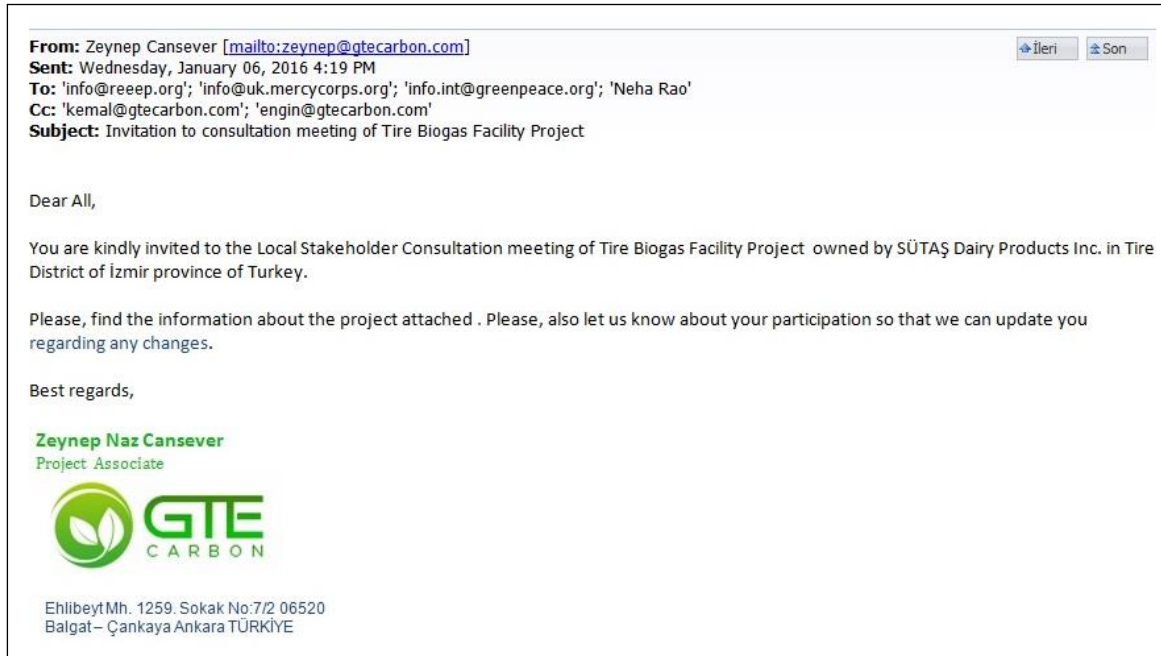 From: Zeynep Cansever [mailto:zeynep@gtecarbon.com]
İleri
Son
Sent: Wednesday, January 06, 2016 4:19 PM
To: 'info@reeep.org'; 'info@uk.mercycorps.org'; 'info.int@greenpeace.org'; 'Neha Rao'
Cc: 'kemal@gtecarbon.com'; 'engin@gtecarbon.com'
Subject: Invitation to consultation meeting of Tire Biogas Facility Project
Dear All,
You are kindly invited to the Local Stakeholder Consultation meeting of Tire Biogas Facility Project  owned by SÜTAŞ Dairy Products Inc. in Tire
District of İzmir province of Turkey.
Please, find the information about the project attached . Please, also let us know about your participation so that we can update you
regarding any changes.
Best regards,
Zeynep Naz Cansever
Project Associate
GTE
CARBON
Ehlibeyt Mh. 1259. Sokak No:7/2 06520
Balgat – Çankaya Ankara TÜRKİYE